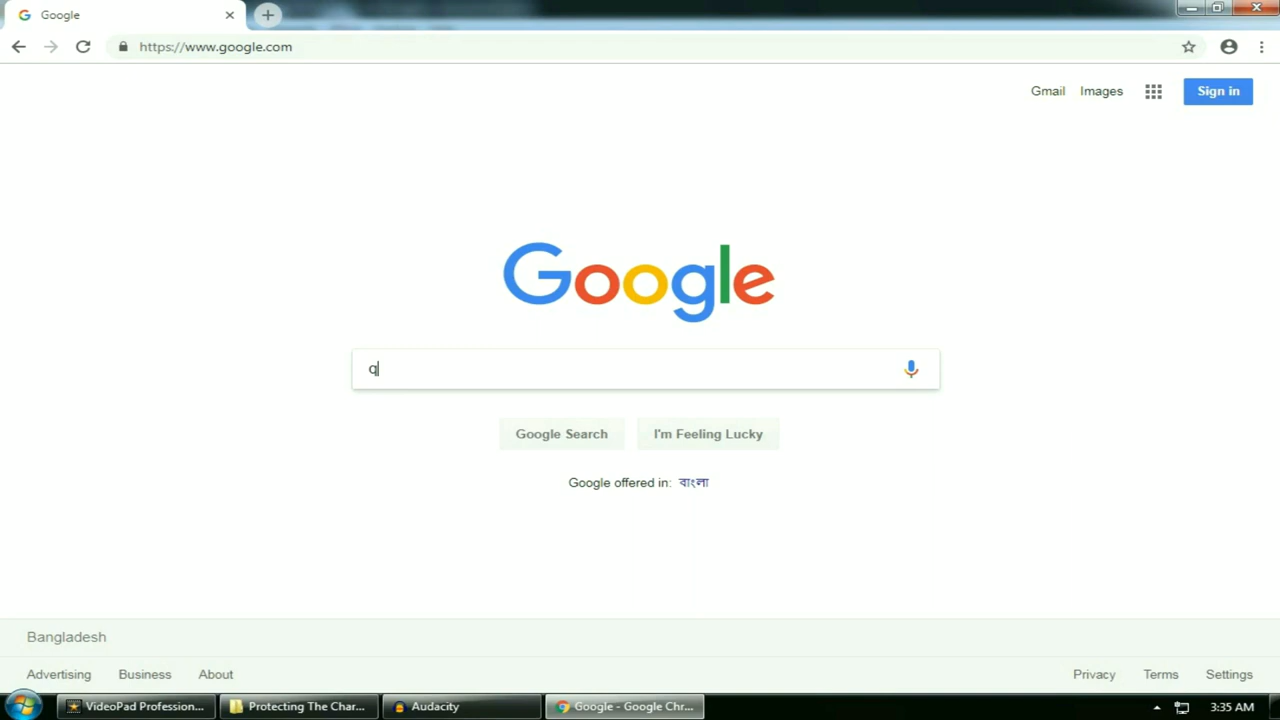 Google
https://www.google.com
Gmail Images Sign in
Google
q
Google Search I'm Feeling Lucky
Google offered in: বাংলা
Bangladesh
Advertising Business About Privacy Terms Settings
VideoPad Profession... Protecting The Char... Audacity Google - Google Chr... 3:35 AM